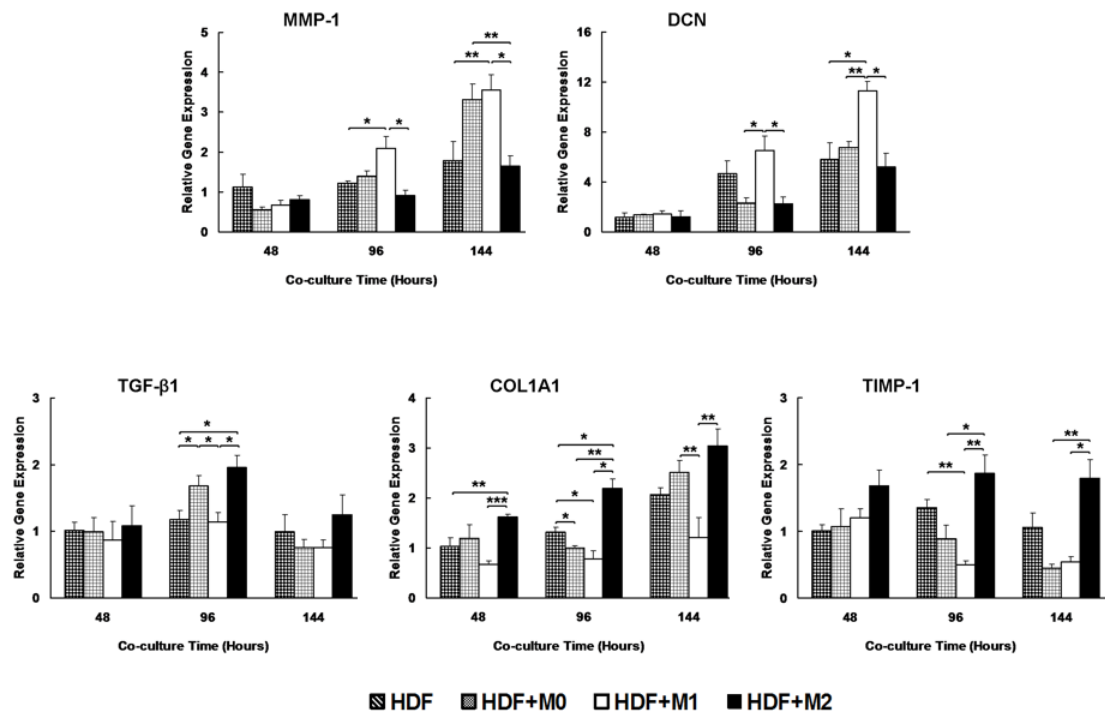 MMP-1
DCN
Relative Gene Expression
5
4
3
2
1
0
** 
** *
* *
48 96 144
Co-culture Time (Hours)
Relative Gene Expression
16
12
8
4
0
*
** *
* *
48 96 144
Co-culture Time (Hours)
TGF-β1
COL1A1
TIMP-1
Relative Gene Expression
3
2
1
0
*
* * *
48 96 144
Co-culture Time (Hours)
Relative Gene Expression
4
3
2
1
0
**
***
*
**
*
*
*
**
**
48 96 144
Co-culture Time (Hours)
Relative Gene Expression
3
2
1
0
*
** **
**
*
48 96 144
Co-culture Time (Hours)
HDF HDF+M0 HDF+M1 HDF+M2